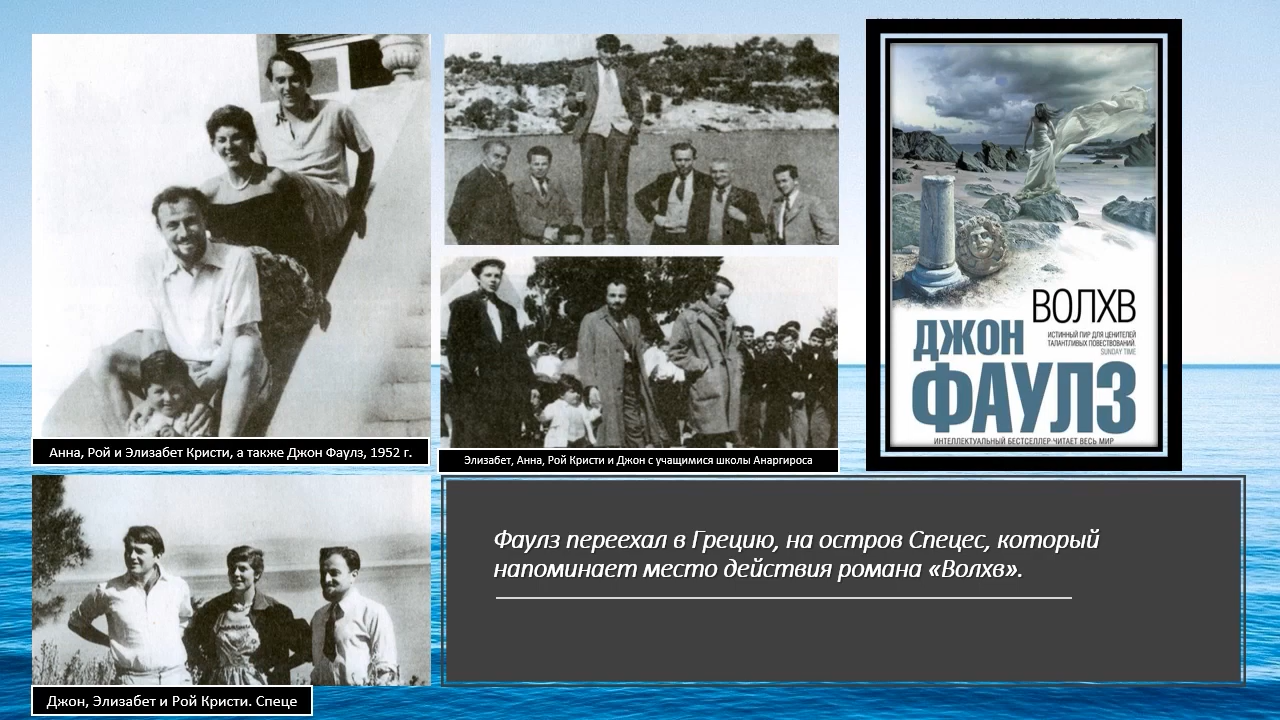 Анна, Рой и Элизабет Кристи, а также Джон Фаулз, 1952 г.
Элизабет, Анна, Рой Кристи и Джон с учащимися школы Анаргироса
ВОЛХВ
ИСТИННЫЙ ПИР ДЛЯ ЦЕНИТЕЛЕЙ
ТАЛАНТЛИВЫХ ПОВЕСТВОВАНИЙ.
SUNDAY TIME
ДЖОН
ФАУЛЗ
ИНТЕЛЛЕКТУАЛЬНЫЙ БЕСТСЕЛЛЕР ЧИТАЕТ ВЕСЬ МИР
Фаулз переехал в Грецию, на остров Спецес, который
напоминает место действия романа «Волхв».
Джон, Элизабет и Рой Кристи. Спеце